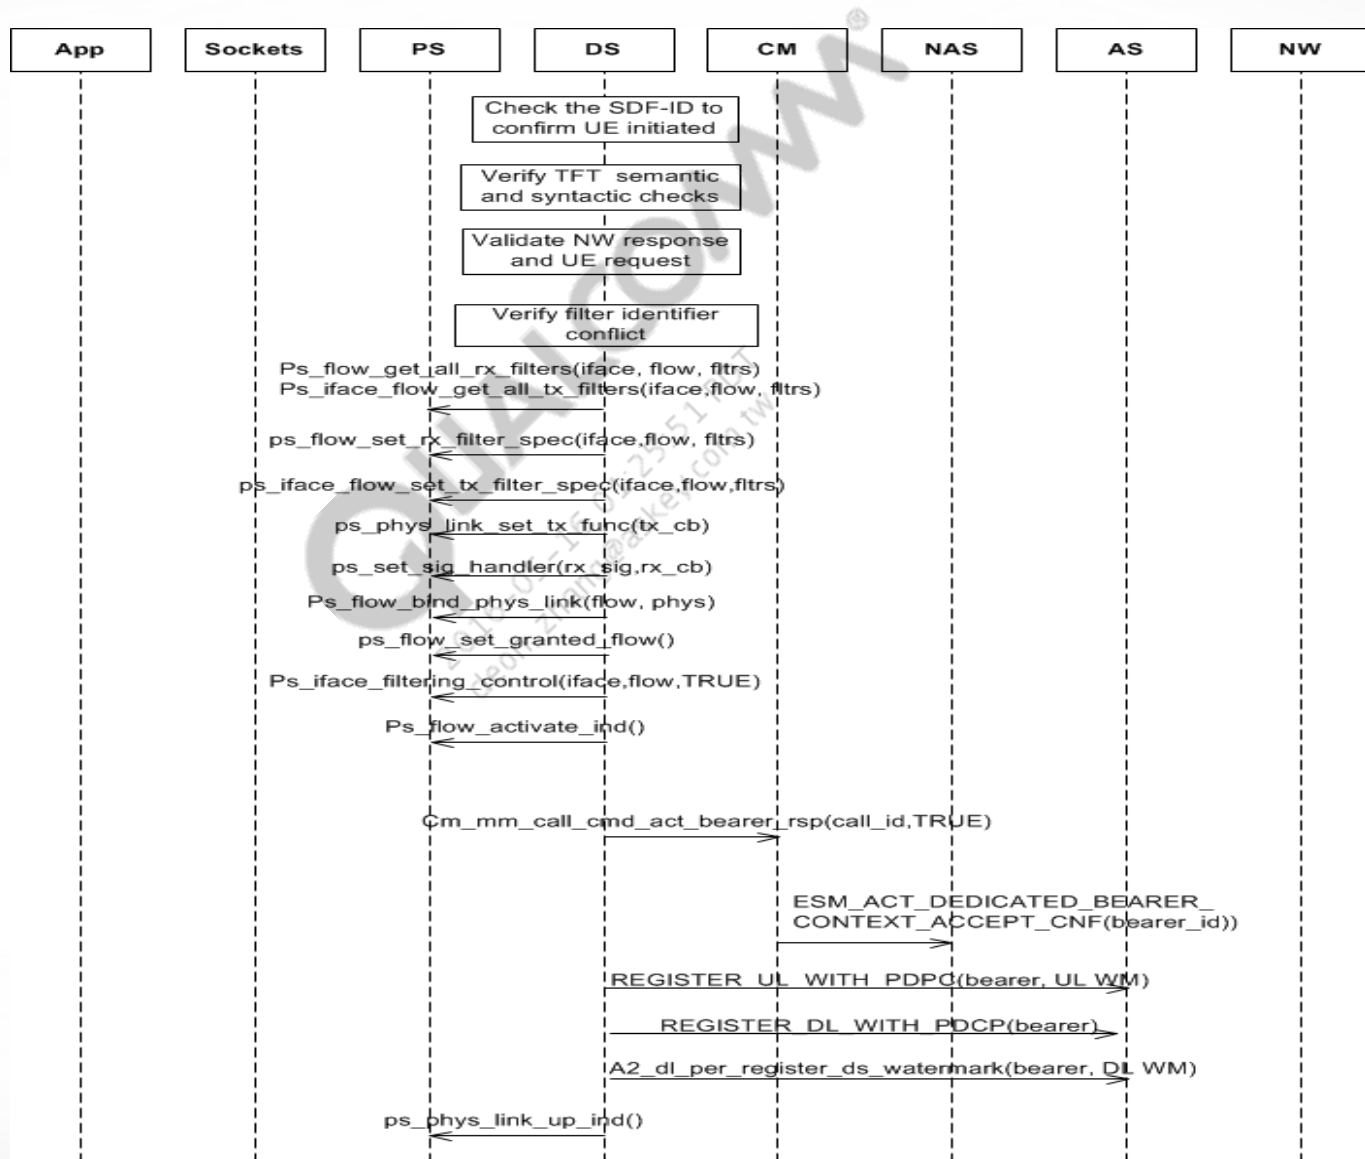 App Sockets PS DS CM NAS AS NW
Check the SDF-ID to
confirm UE initiated
Verify TFT semantic
and syntactic checks
Validate NW response
and UE request
Verify filter identifier
conflict
Ps_flow_get_all_rx_filters(iface, flow, fltrs)
Ps_iface_flow_get_all_tx_filters(iface,flow, fltrs)
ps_flow_set_rx_filter_spec(iface,flow, fltrs)
ps_iface_flow_set_tx_filter_spec(iface,flow,fltrs)
ps_phys_link_set_tx_func(tx_cb)
ps_set_sig_handler(rx_sig,rx_cb)
Ps_flow_bind_phys_link(flow, phys)
ps_flow_set_granted_flow()
Ps_iface_filtering_control(iface,flow,TRUE)
Ps_flow_activate_ind()
Cm_mm_call_cmd_act_bearer_rsp(call_id,TRUE)
ESM_ACT_DEDICATED_BEARER_
CONTEXT_ACCEPT_CNF(bearer_id))
REGISTER_UL_WITH_PDPC(bearer, UL WM)
REGISTER_DL_WITH_PDCP(bearer)
A2_dl_per_register_ds_watermark(bearer, DL WM)
ps_phys_link_up_ind()
QUALCOMM®